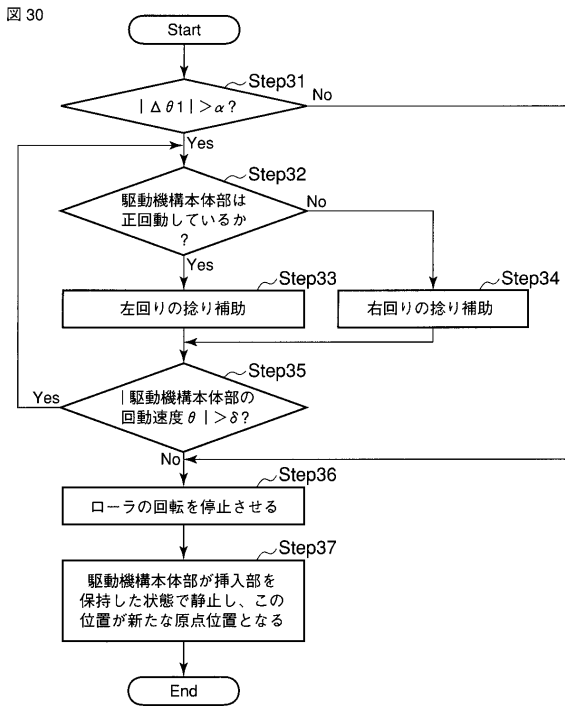 図 30
Start
Step31
|Δθ1|>α?
No
Yes
Step32
駆動機構本体部は
正回動しているか
?
No
Yes
Step33
左回りの捻り補助
Step34
右回りの捻り補助
Step35
|駆動機構本体部の
回動速度θ|>δ?
Yes
No
Step36
ローラの回転を停止させる
Step37
駆動機構本体部が挿入部を
保持した状態で静止し、この
位置が新たな原点位置となる
End